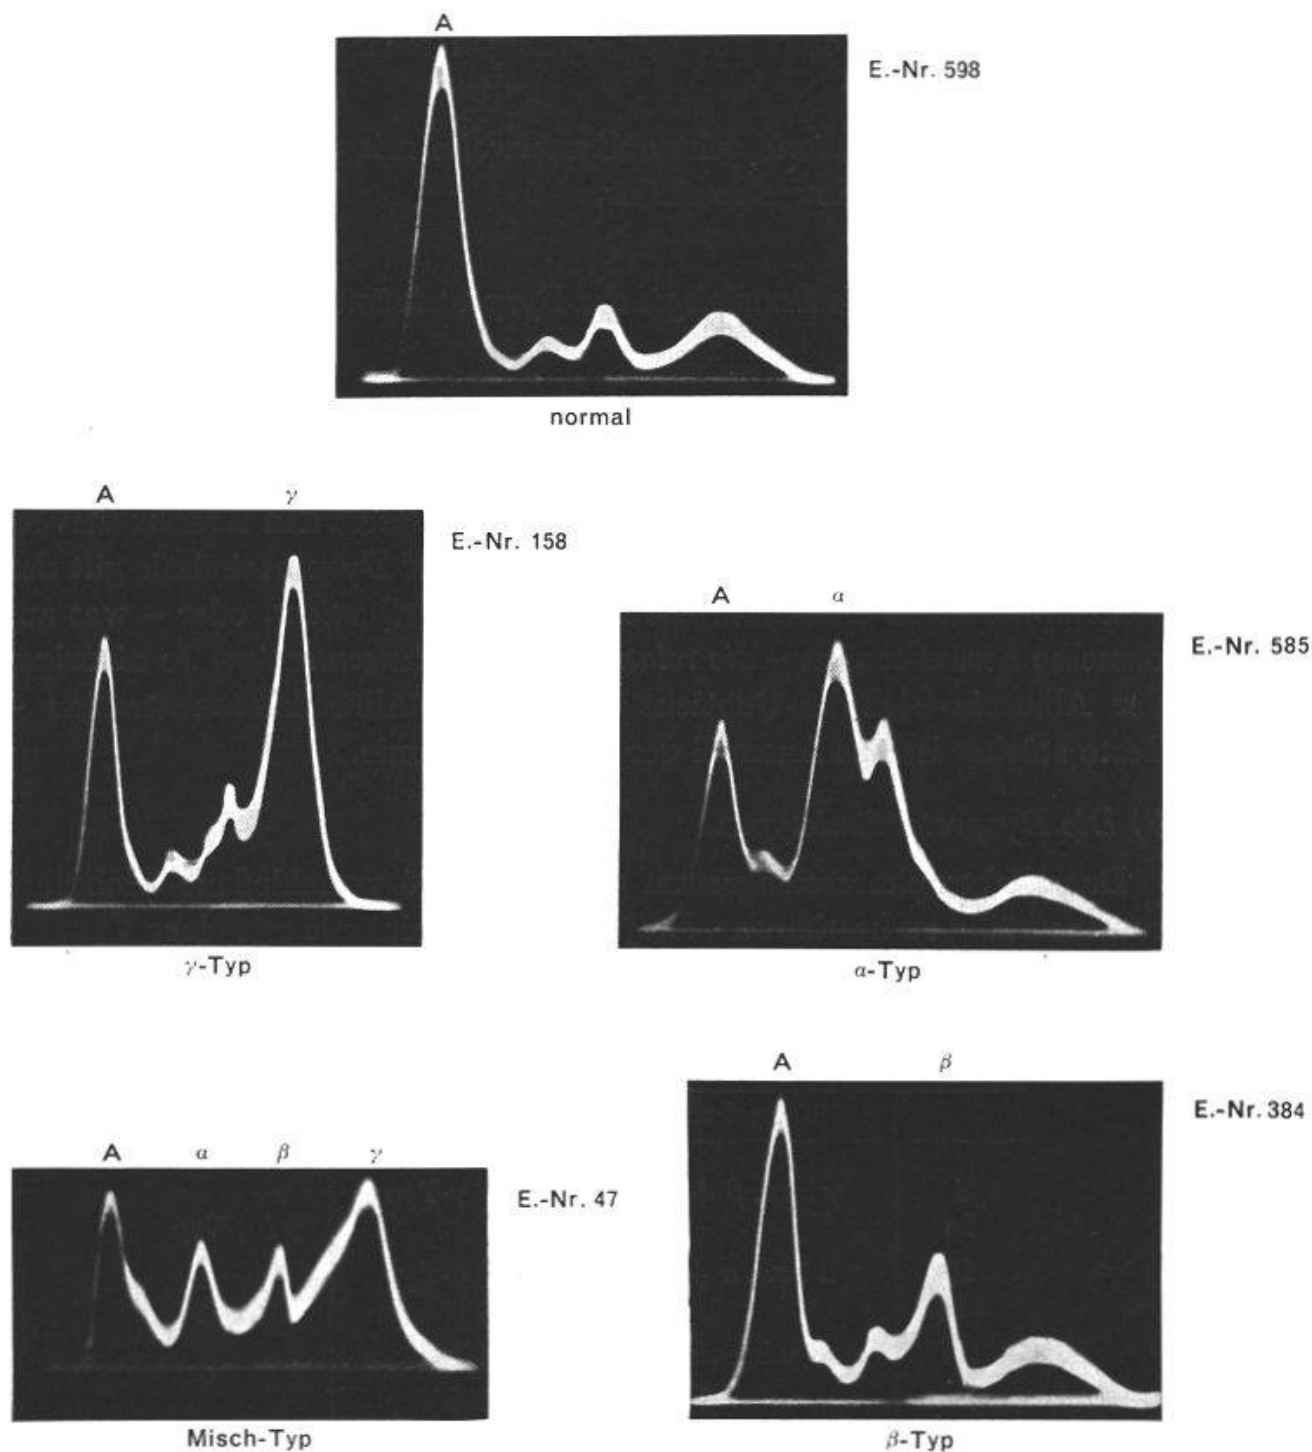 A
E.-Nr. 598
normal
A γ
E.-Nr. 158
γ-Typ
A α
E.-Nr. 585
α-Typ
A α β γ
E.-Nr. 47
Misch-Typ
A β
E.-Nr. 384
β-Typ